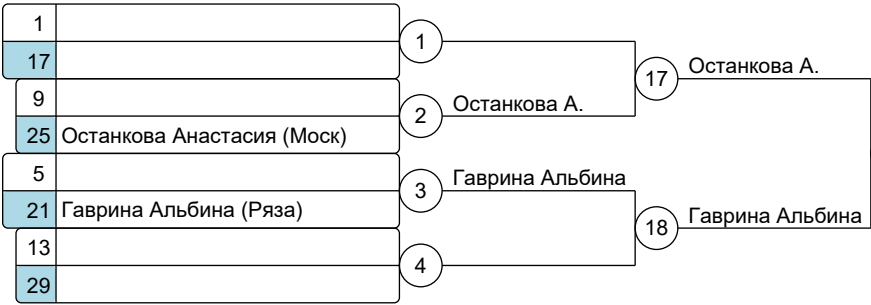 1
17
1
9
25 Останкова Анастасия (Моск)
2 Останкова А.
17 Останкова А.
5
21 Гаврина Альбина (Ряза)
3 Гаврина Альбина
13
29
4
18 Гаврина Альбина